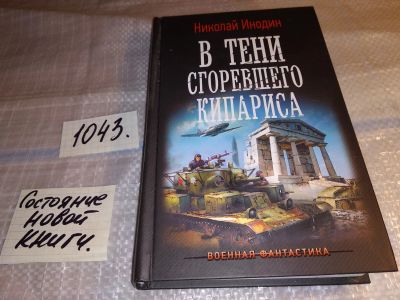 Николай Инодин
В ТЕНИ
СГОРЕВШЕГО
КИПАРИСА
ВОЕННАЯ ФАНТАСТИКА
1043.
Состояние
новой
книги.